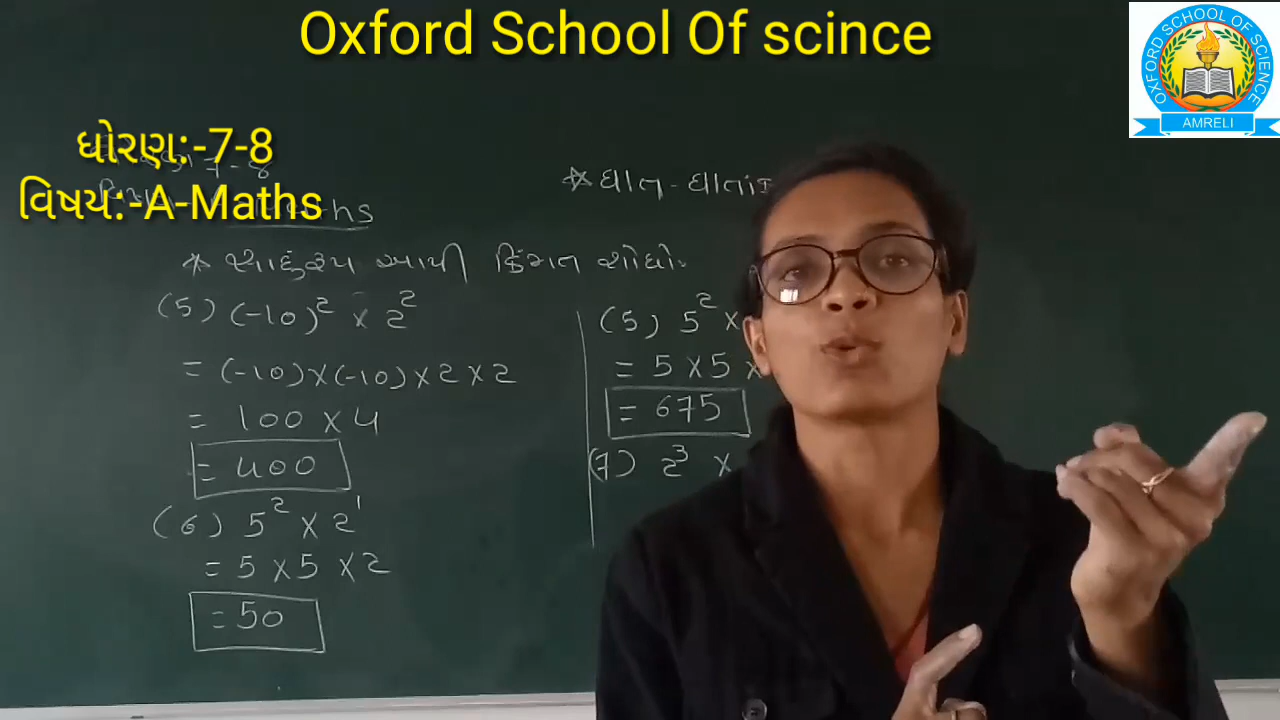 Oxford School Of scince
OXFORD SCHOOL OF SCIENCE
AMRELI
ધોરણ:-7-8
વિષય:-A-Maths
* ઘાત - ઘાતાંક
* સાદુંરૂપ આપી કિંમત શોધો.
(5) (-10)² × 2²
= (-10)×(-10)×2×2
= 100 × 4
= 400
(6) 5² × 2¹
= 5 × 5 × 2
= 50
(5) 5² ×
= 5 × 5 ×
= 675
(7) 2³ ×